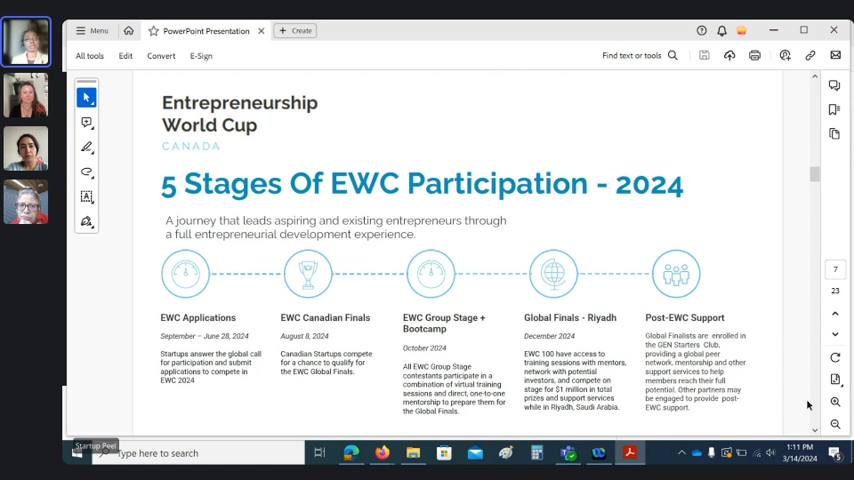 Menu
PowerPoint Presentation
Create
All tools
Edit
Convert
E-Sign
Find text or tools
Entrepreneurship
World Cup
CANADA
5 Stages Of EWC Participation - 2024
A journey that leads aspiring and existing entrepreneurs through
a full entrepreneurial development experience.
EWC Applications
September – June 28, 2024
Startups answer the global call
for participation and submit
applications to compete in
EWC 2024
EWC Canadian Finals
August 8, 2024
Canadian Startups compete
for a chance to qualify for
the EWC Global Finals.
EWC Group Stage +
Bootcamp
October 2024
All EWC Group Stage
contestants participate in a
combination of virtual training
sessions and direct, one-to-one
mentorship to prepare them for
the Global Finals.
Global Finals - Riyadh
December 2024
EWC 100 have access to
training sessions with mentors,
network with potential
investors, and compete on
stage for $1 million in total
prizes and support services
while in Riyadh, Saudi Arabia.
Post-EWC Support
Global Finalists are enrolled in
the GEN Starters Club,
providing a global peer
network, mentorship and other
support services to help
members reach their full
potential. Other partners may
be engaged to provide post-
EWC support.
7
23
Startup Peel
Type here to search
1:11 PM
3/14/2024
5